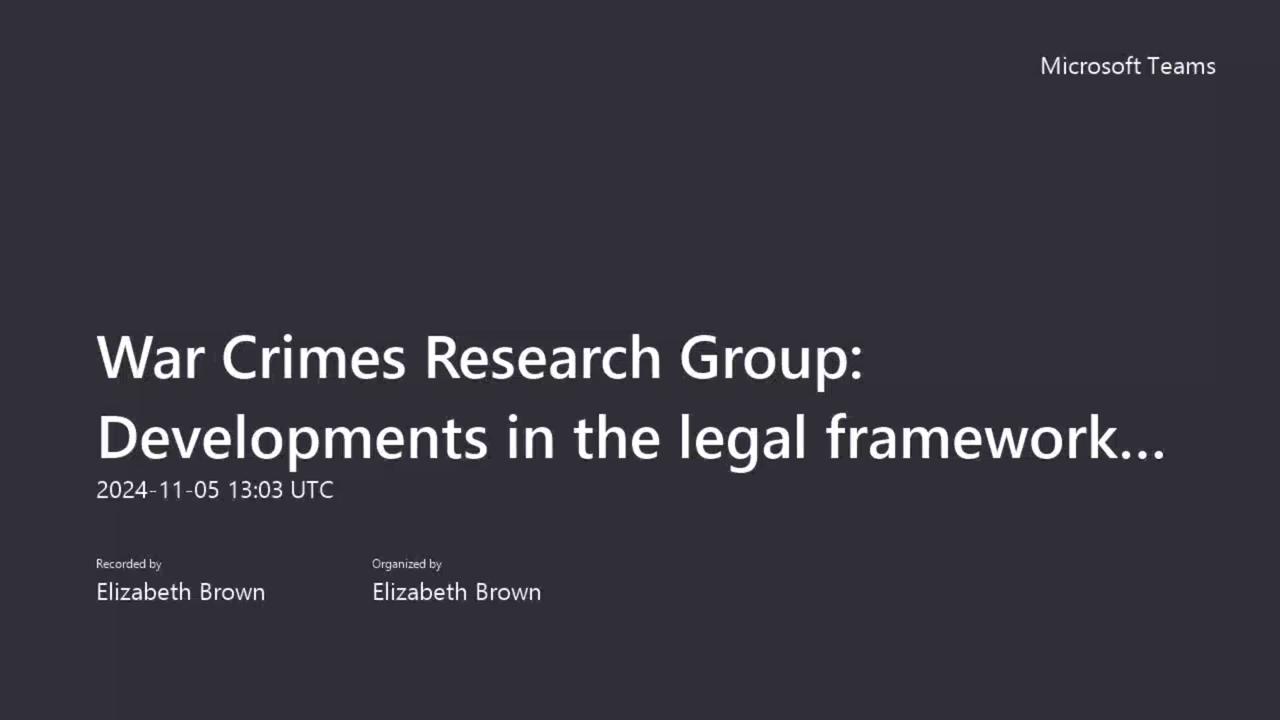 Microsoft Teams
War Crimes Research Group:
Developments in the legal framework...
2024-11-05 13:03 UTC
Recorded by
Organized by
Elizabeth Brown
Elizabeth Brown